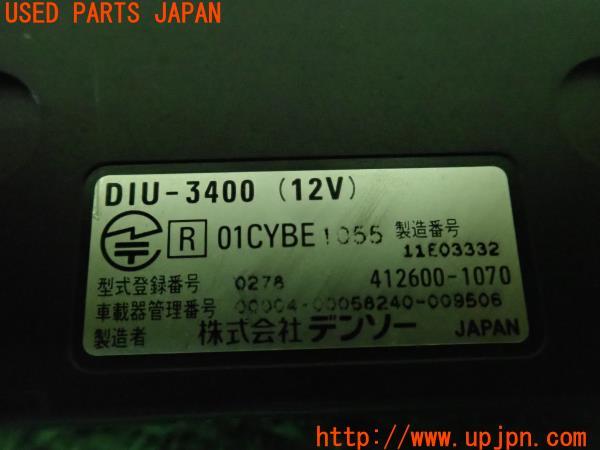 USED PARTS JAPAN
DIU-3400 (12V)
R 01CYBE1055 製造番号
11E03332
型式登録番号 0278 412600-1070
車載器管理番号 00004-00058240-009506
製造者 株式会社 デンソー JAPAN
http://www.upjpn.com/